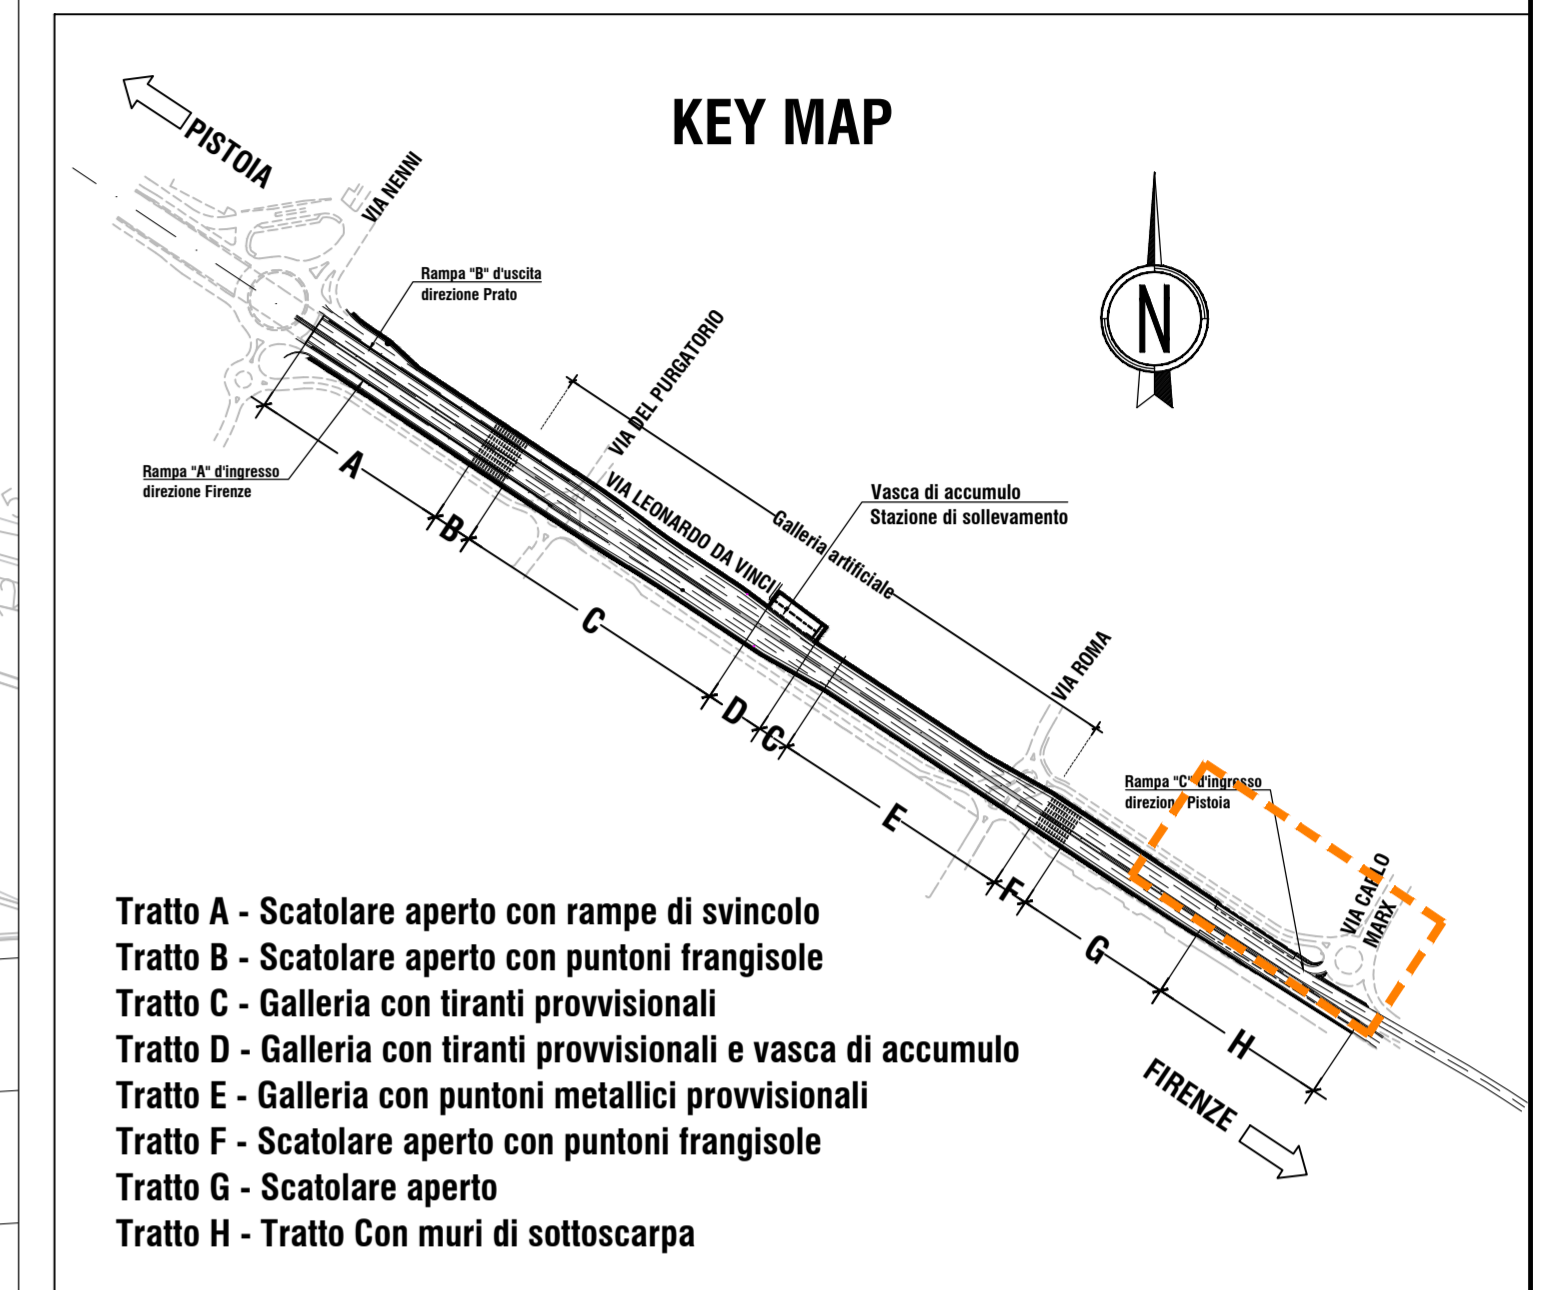 KEY MAP
PISTOIA
VIA NENNI
Rampa "B" d'uscita
direzione Prato
N
VIA DEL PURGATORIO
Rampa "A" d'ingresso
direzione Firenze
A
B
VIA LEONARDO DA VINCI
Vasca di accumulo
Stazione di sollevamento
Galleria artificiale
C
D
C
VIA ROMA
E
Rampa "C" d'ingresso
direzione Pistoia
F
G
VIA CARLO
MARX
H
FIRENZE
Tratto A - Scatolare aperto con rampe di svincolo
Tratto B - Scatolare aperto con puntoni frangisole
Tratto C - Galleria con tiranti provvisionali
Tratto D - Galleria con tiranti provvisionali e vasca di accumulo
Tratto E - Galleria con puntoni metallici provvisionali
Tratto F - Scatolare aperto con puntoni frangisole
Tratto G - Scatolare aperto
Tratto H - Tratto Con muri di sottoscarpa